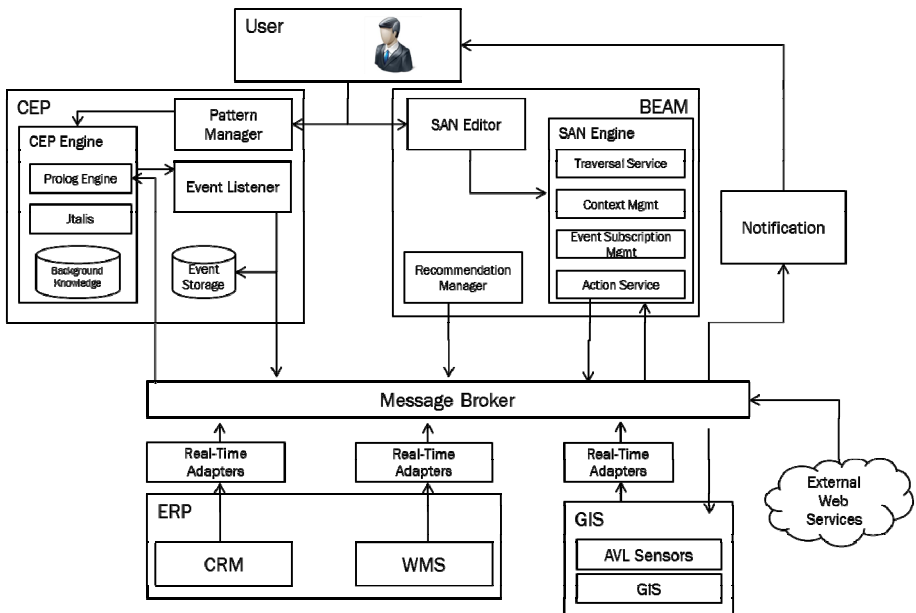 User
CEP
Pattern
Manager
CEP Engine
Prolog Engine
Jtalis
Background
Knowledge
Event Listener
Event
Storage
BEAM
SAN Editor
SAN Engine
Traversal Service
Context Mgmt
Event Subscription
Mgmt
Action Service
Recommendation
Manager
Notification
Message Broker
Real-Time
Adapters
Real-Time
Adapters
Real-Time
Adapters
External
Web
Services
ERP
CRM
WMS
GIS
AVL Sensors
GIS